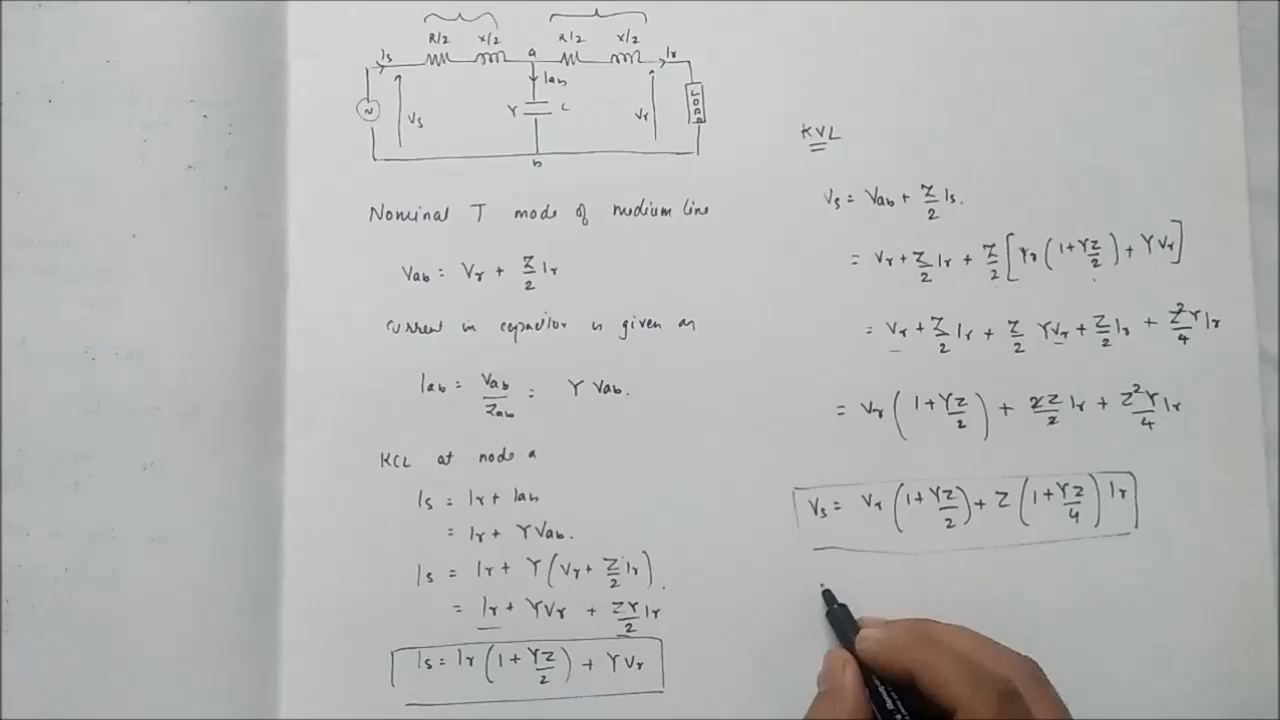 R/2 X/2 R/2 X/2
Is a Ir
Iab
~ Vs Y C Vr LOAD
b
Nominal T mode of medium line
Vab = Vr + Z/2 Ir
Current in capacitor is given as
Iab = Vab/Zab = Y Vab.
KCL at node a
Is = Ir + Iab
= Ir + YVab.
Is = Ir + Y(Vr + Z/2 Ir).
= Ir + YVr + ZY/2 Ir
Is = Ir(1 + YZ/2) + YVr
KVL
Vs = Vab + Z/2 Is.
= Vr + Z/2 Ir + Z/2 [Ir(1 + YZ/2) + YVr]
= Vr + Z/2 Ir + Z/2 YVr + Z/2 Ir + Z²Y/4 Ir
= Vr(1 + YZ/2) + 2Z/2 Ir + Z²Y/4 Ir
Vs = Vr(1 + YZ/2) + Z(1 + YZ/4) Ir